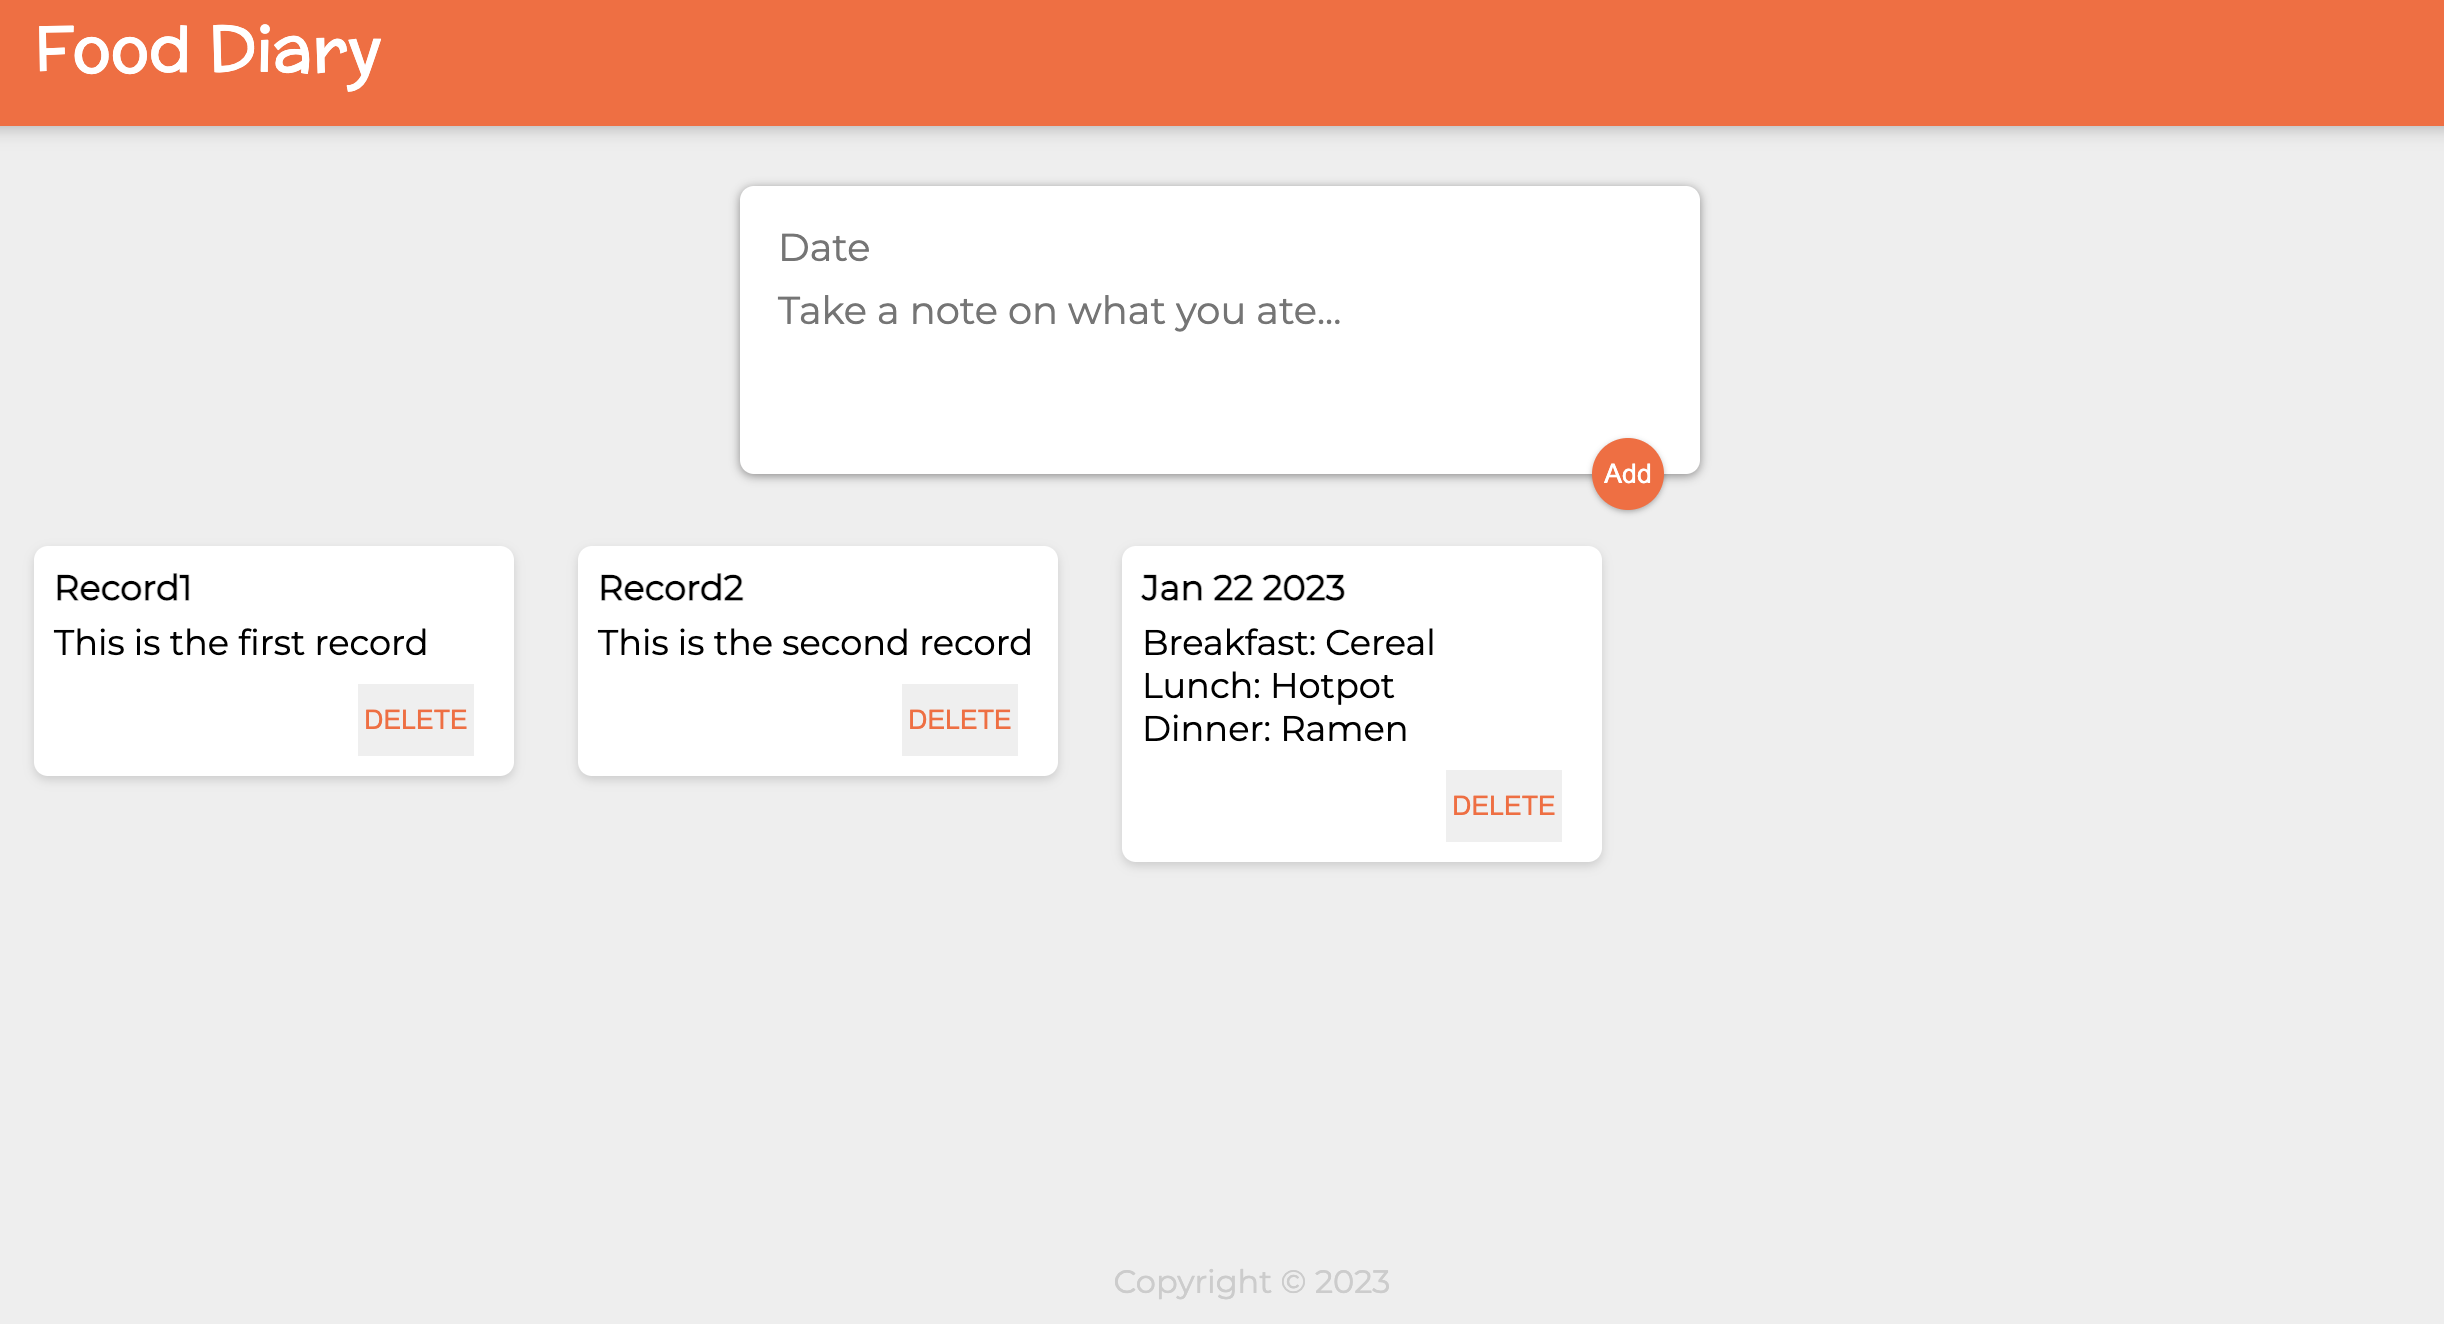 Food Diary
Date
Take a note on what you ate...
Add
Record1
This is the first record
DELETE
Record2
This is the second record
DELETE
Jan 22 2023
Breakfast: Cereal
Lunch: Hotpot
Dinner: Ramen
DELETE
Copyright © 2023